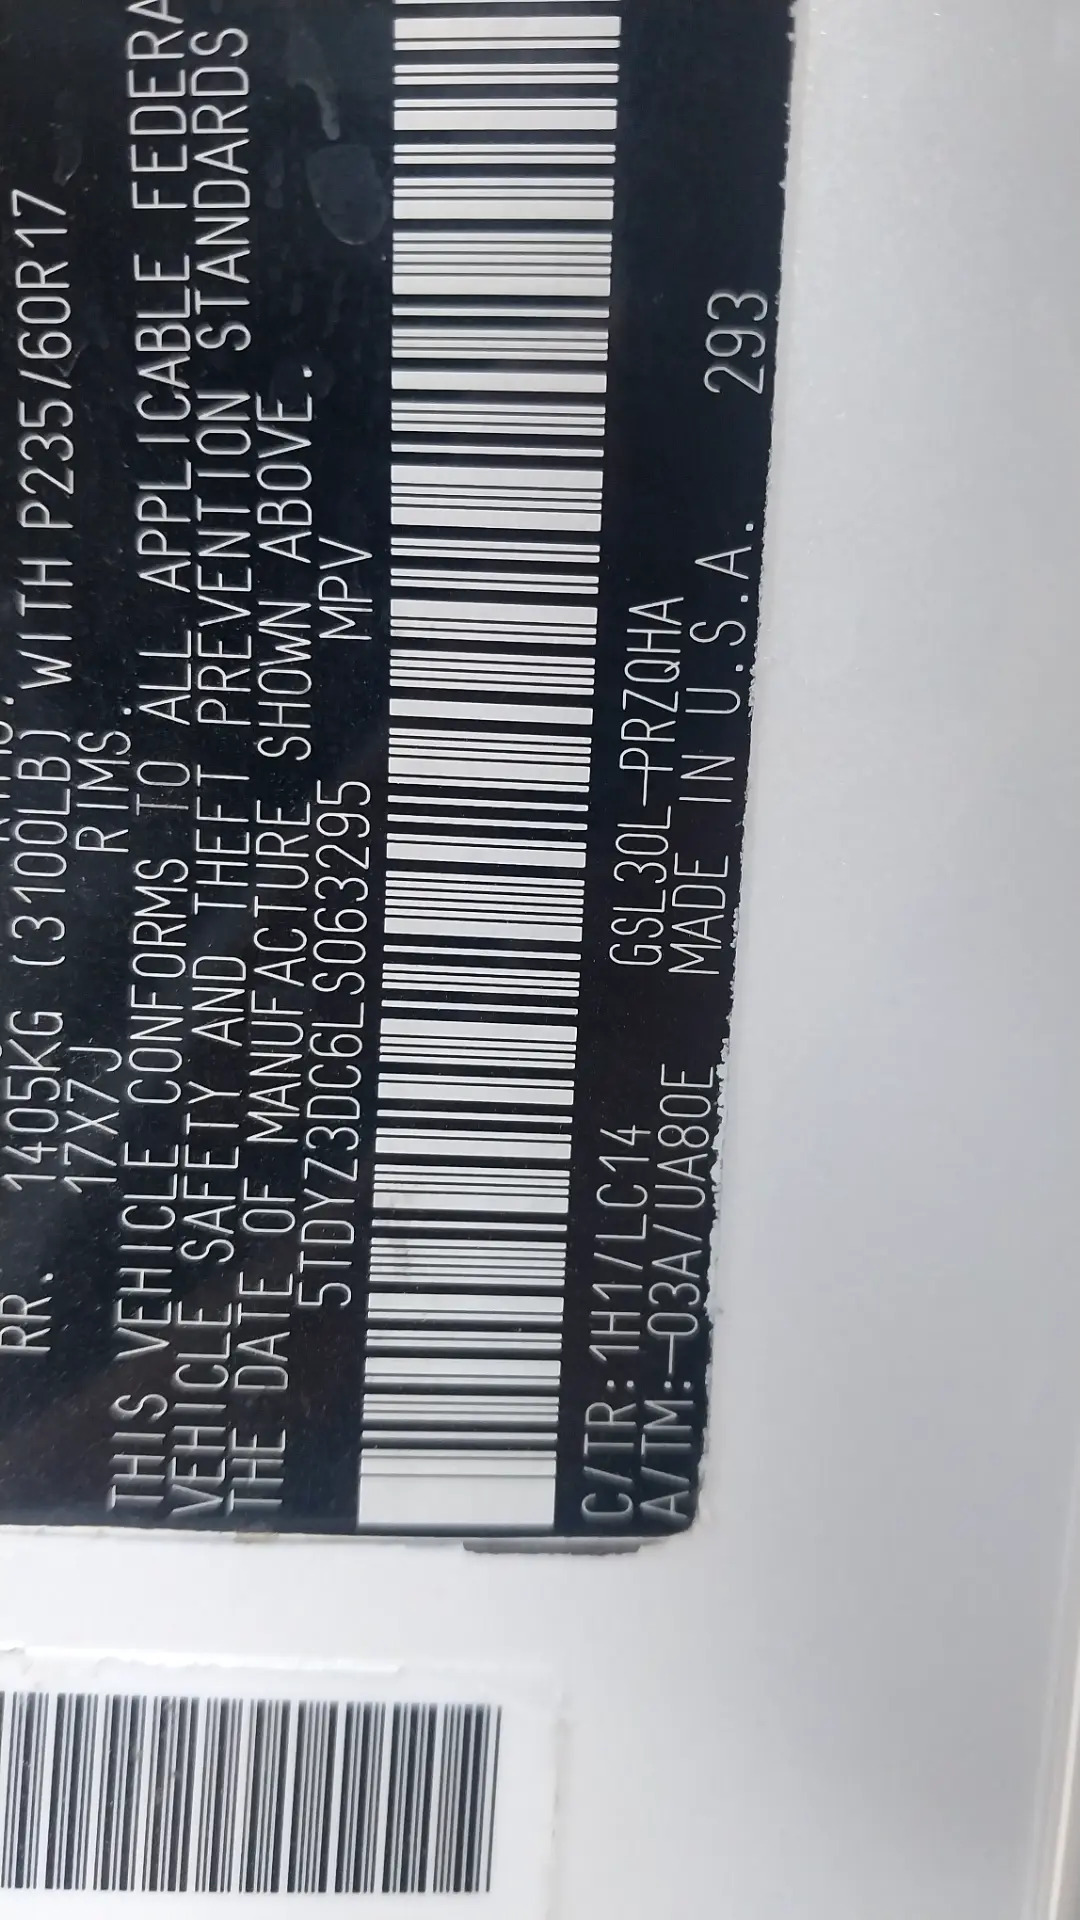 RR. 1405KG (3100LB) WITH P235/60R17
17X7J RIMS.
THIS VEHICLE CONFORMS TO ALL APPLICABLE FEDERA
VEHICLE SAFETY AND THEFT PREVENTION STANDARDS
THE DATE OF MANUFACTURE SHOWN ABOVE.
5TDYZ3DC6LS063295 MPV
C/TR:1H1/LC14 GSL30L-PRZQHA
A/TM:-03A/UA80E MADE IN U.S.A. 293